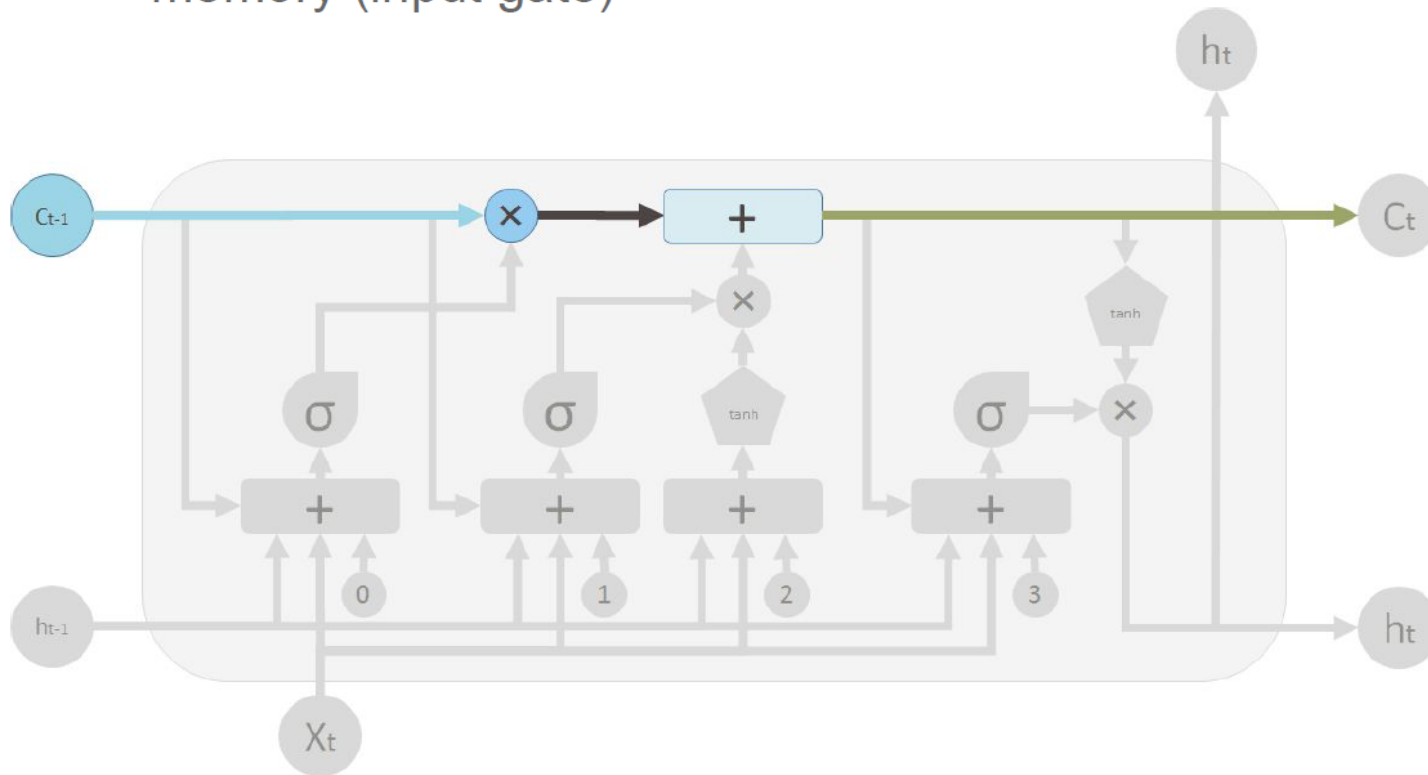 memory (input gate)
ht
Ct-1
×
+
Ct
×
tanh
σ
σ
tanh
σ
×
+
+
+
+
0
1
2
3
ht-1
ht
Xt